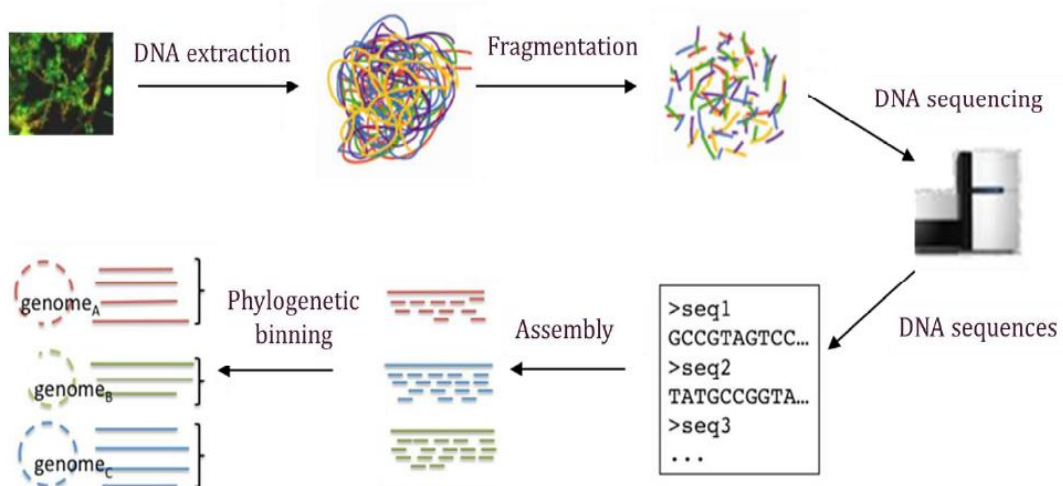 DNA extraction
Fragmentation
DNA sequencing
DNA sequences
>seq1
GCCGTAGTCC...
>seq2
TATGCCGGTA...
>seq3
...
Assembly
Phylogenetic
binning
genomeA
genomeB
genomeC